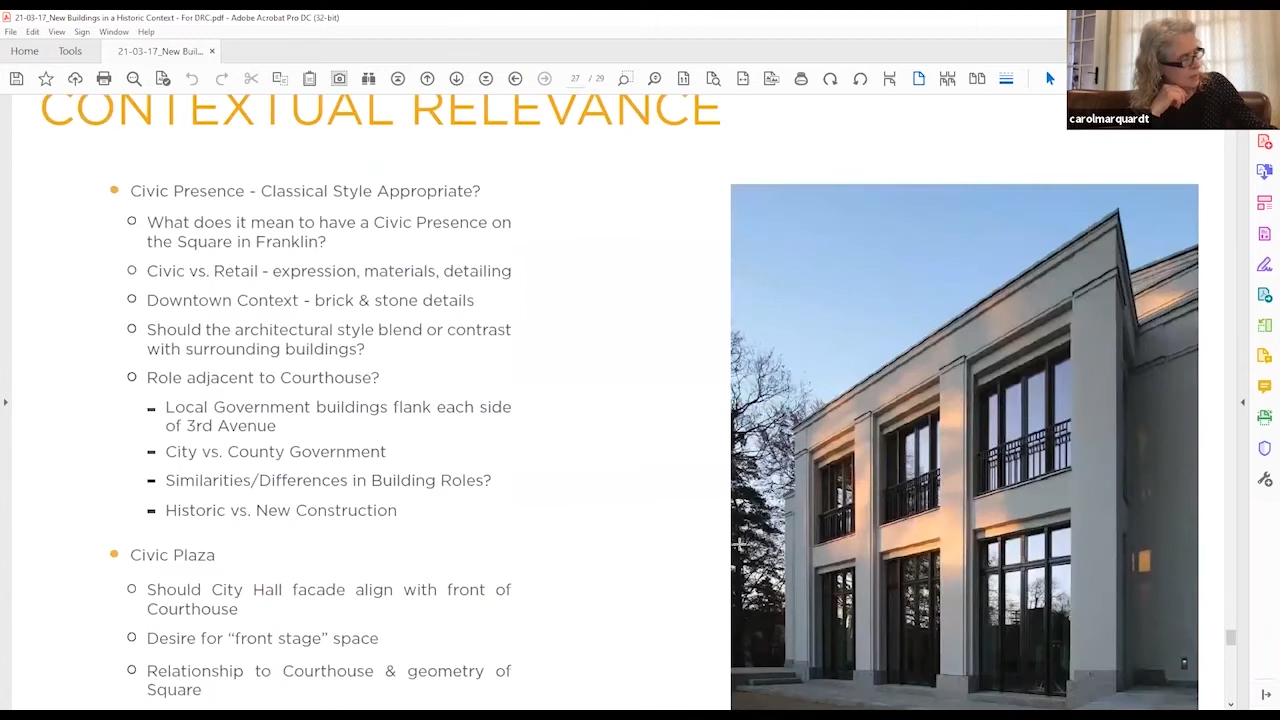 21-03-17_New Buildings in a Historic Context - For DRC.pdf - Adobe Acrobat Pro DC (32-bit)
File Edit View Sign Window Help
Home Tools 21-03-17_New Buil... ×
27 / 29
carolmarquardt
CONTEXTUAL RELEVANCE
Civic Presence - Classical Style Appropriate?
What does it mean to have a Civic Presence on
the Square in Franklin?
Civic vs. Retail - expression, materials, detailing
Downtown Context - brick & stone details
Should the architectural style blend or contrast
with surrounding buildings?
Role adjacent to Courthouse?
Local Government buildings flank each side
of 3rd Avenue
City vs. County Government
Similarities/Differences in Building Roles?
Historic vs. New Construction
Civic Plaza
Should City Hall facade align with front of
Courthouse
Desire for “front stage” space
Relationship to Courthouse & geometry of
Square